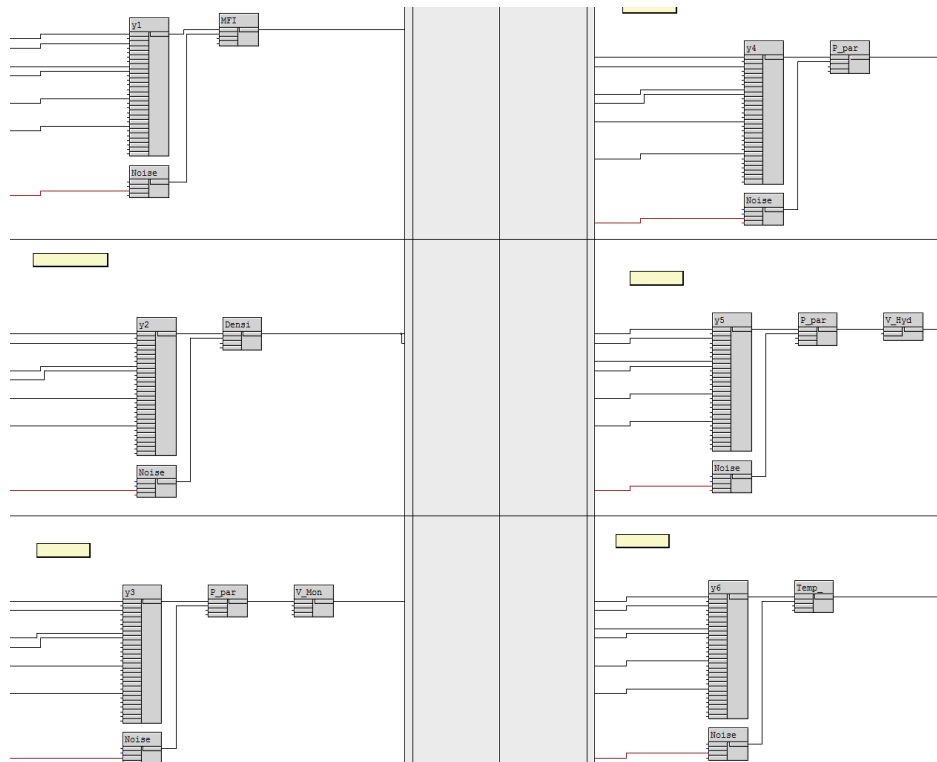 y1
MFI
Noise
y4
P_par
Noise
y2
Densi
Noise
y5
P_par
V_Hyd
Noise
y3
P_par
V_Mon
Noise
y6
Temp_
Noise